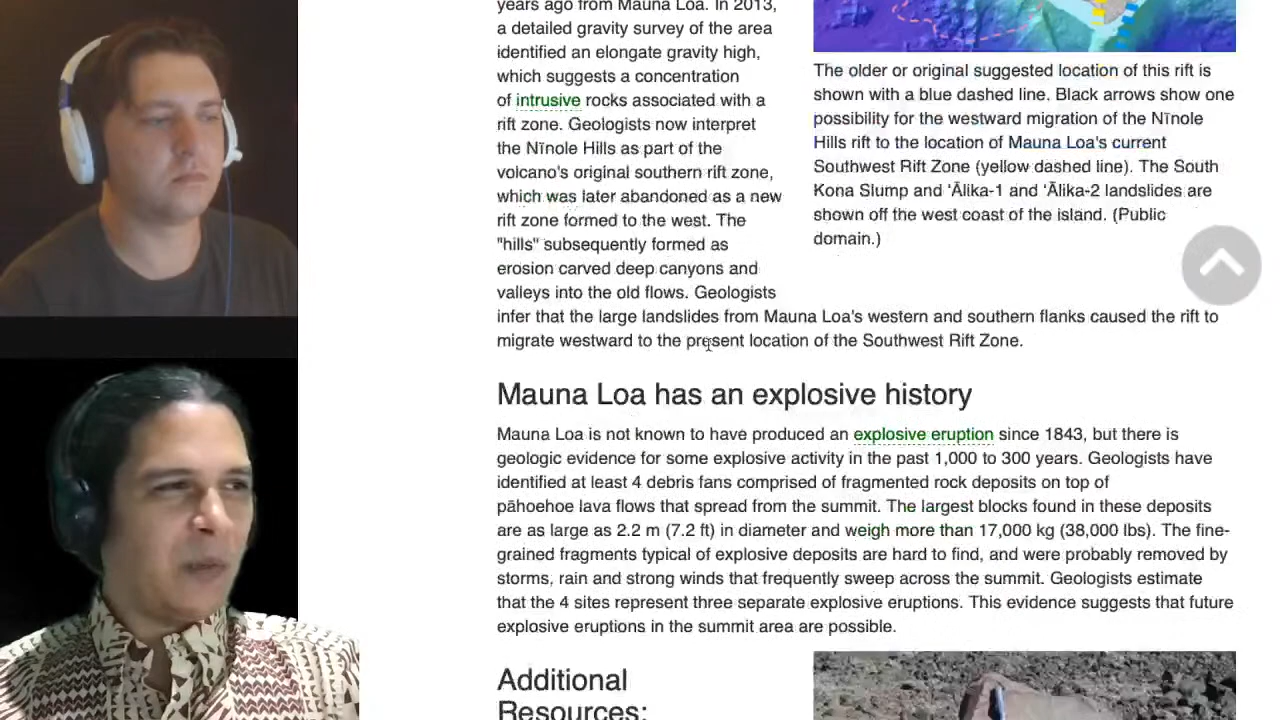 years ago from Mauna Loa. In 2013,
a detailed gravity survey of the area
identified an elongate gravity high,
which suggests a concentration
of intrusive rocks associated with a
rift zone. Geologists now interpret
the Nīnole Hills as part of the
volcano's original southern rift zone,
which was later abandoned as a new
rift zone formed to the west. The
"hills" subsequently formed as
erosion carved deep canyons and
valleys into the old flows. Geologists
infer that the large landslides from Mauna Loa's western and southern flanks caused the rift to
migrate westward to the present location of the Southwest Rift Zone.
The older or original suggested location of this rift is
shown with a blue dashed line. Black arrows show one
possibility for the westward migration of the Nīnole
Hills rift to the location of Mauna Loa's current
Southwest Rift Zone (yellow dashed line). The South
Kona Slump and ʻĀlika-1 and ʻĀlika-2 landslides are
shown off the west coast of the island. (Public
domain.)
Mauna Loa has an explosive history
Mauna Loa is not known to have produced an explosive eruption since 1843, but there is
geologic evidence for some explosive activity in the past 1,000 to 300 years. Geologists have
identified at least 4 debris fans comprised of fragmented rock deposits on top of
pāhoehoe lava flows that spread from the summit. The largest blocks found in these deposits
are as large as 2.2 m (7.2 ft) in diameter and weigh more than 17,000 kg (38,000 lbs). The fine-
grained fragments typical of explosive deposits are hard to find, and were probably removed by
storms, rain and strong winds that frequently sweep across the summit. Geologists estimate
that the 4 sites represent three separate explosive eruptions. This evidence suggests that future
explosive eruptions in the summit area are possible.
Additional
Resources: